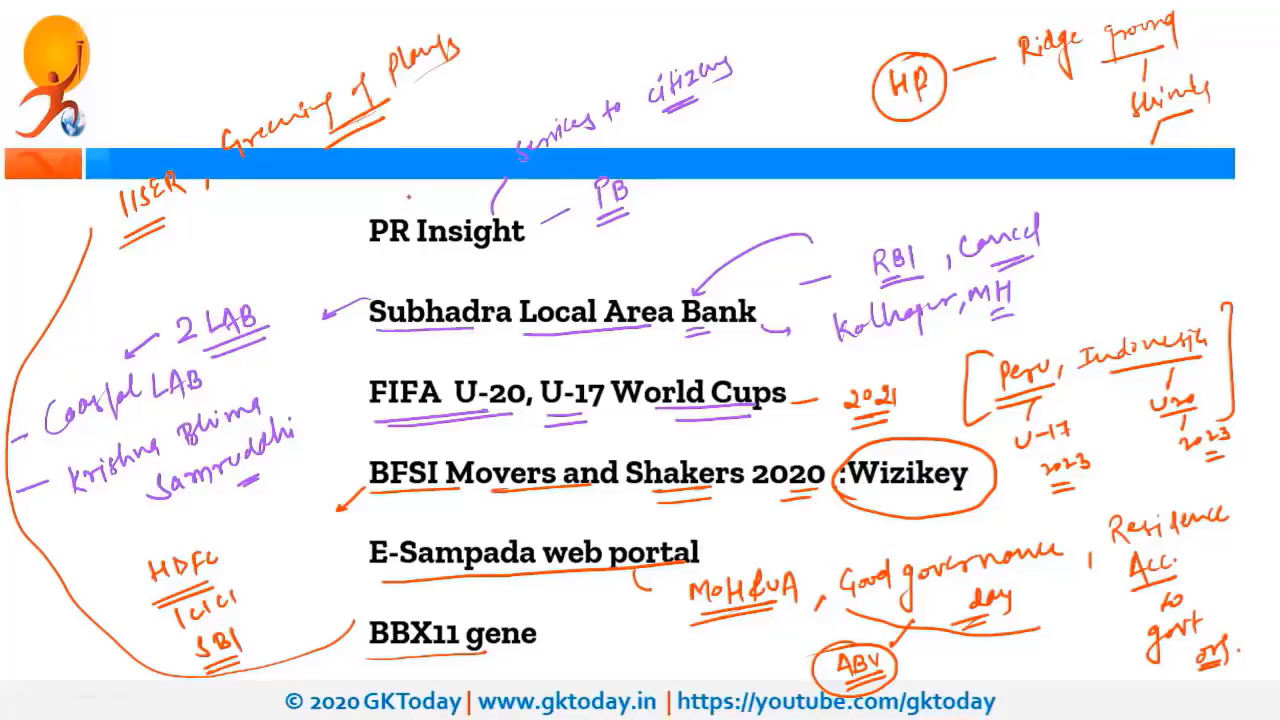 HP — Ridge ground
Shimla
Greening of Plants
Services to citizens
IISER,
PR Insight — PB
Subhadra Local Area Bank — RBI, Cancel
Kolhapur, MH
2 LAB
Coastal LAB
Krishna Bhima
Samruddhi
FIFA U-20, U-17 World Cups — 2021
[Peru, Indonesia]
U-17
2023
U20
2023
BFSI Movers and Shakers 2020 :Wizikey
HDFC
ICICI
SBI
E-Sampada web portal
MoHUA, Good governance day, Residence
Acc.
to
govt
org.
ABV
BBX11 gene
© 2020 GKToday | www.gktoday.in | https://youtube.com/gktoday